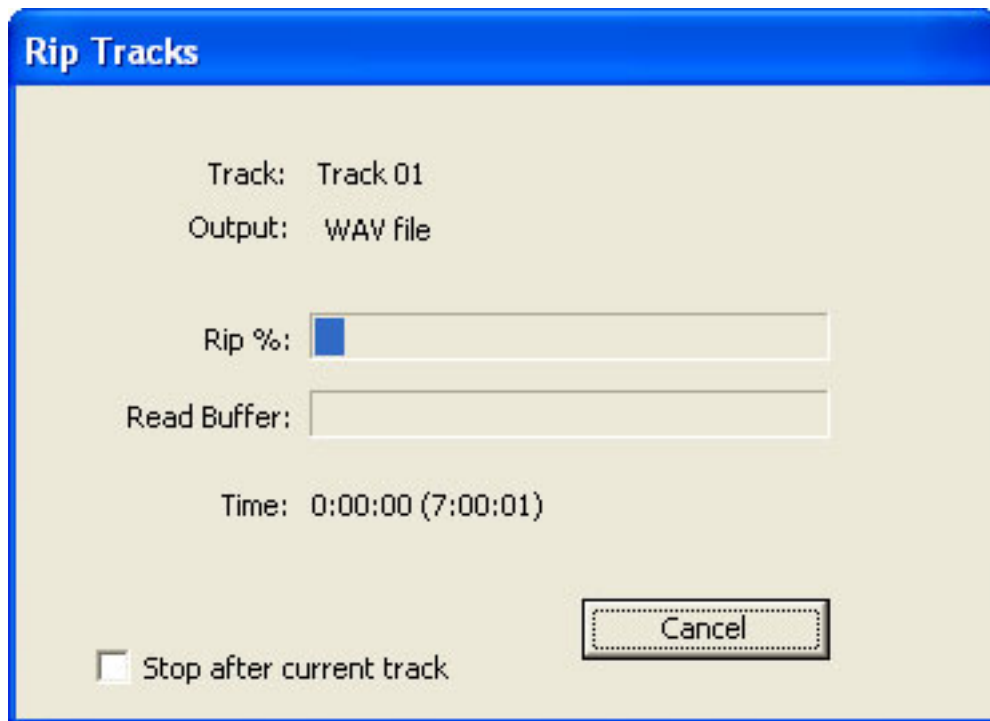 Rip Tracks
Track: Track 01
Output: WAV file
Rip %:
Read Buffer:
Time: 0:00:00 (7:00:01)
Cancel
Stop after current track